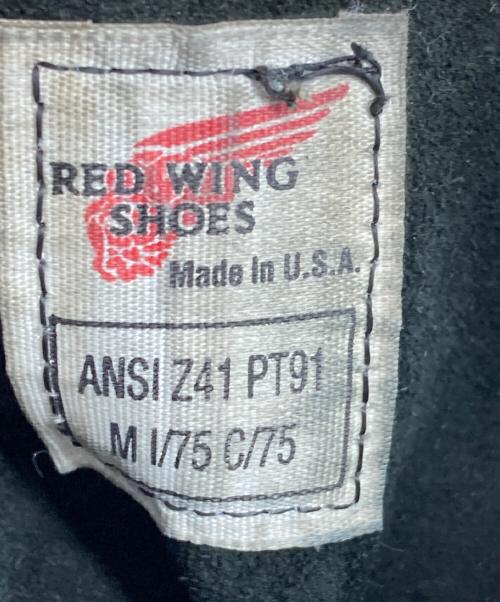 RED WING
SHOES
Made In U.S.A.
ANSI Z41 PT91
M I/75 C/75